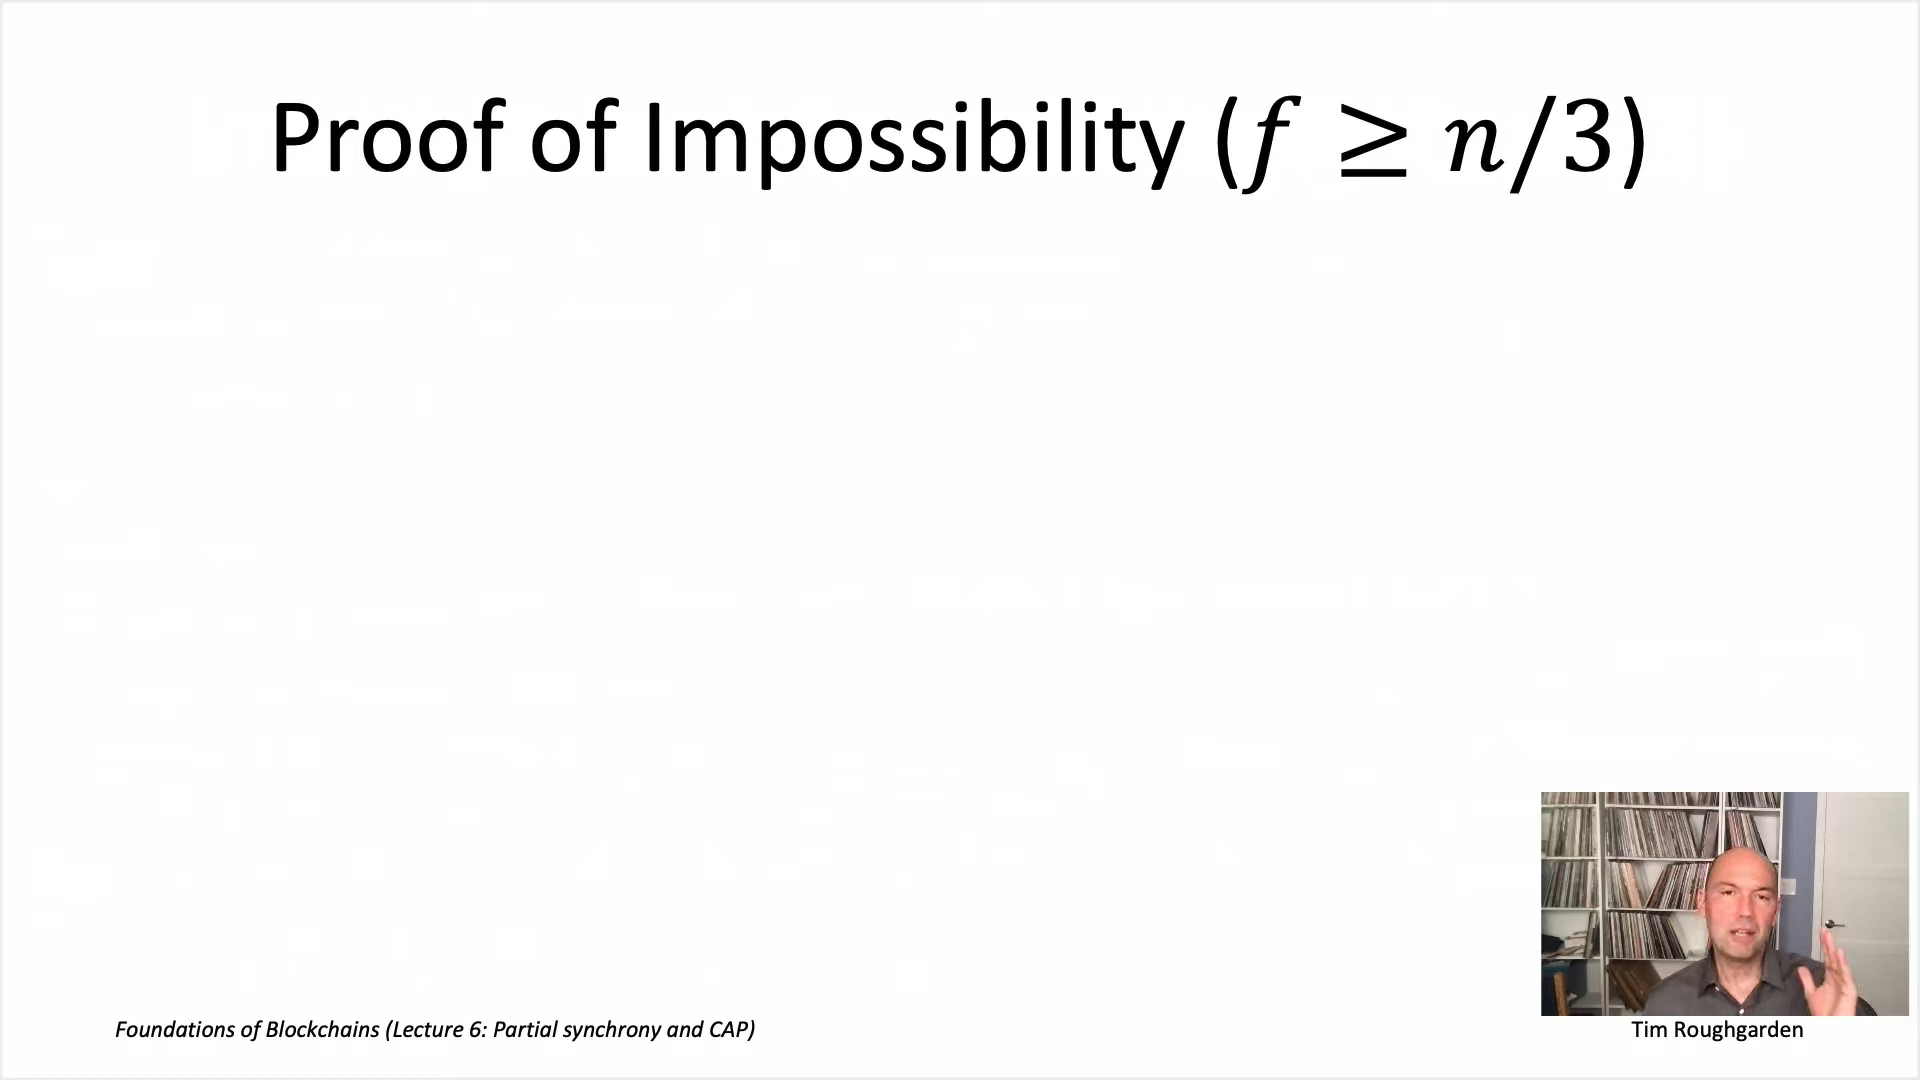 Proof of Impossibility (f ≥ n/3)
Foundations of Blockchains (Lecture 6: Partial synchrony and CAP)
Tim Roughgarden